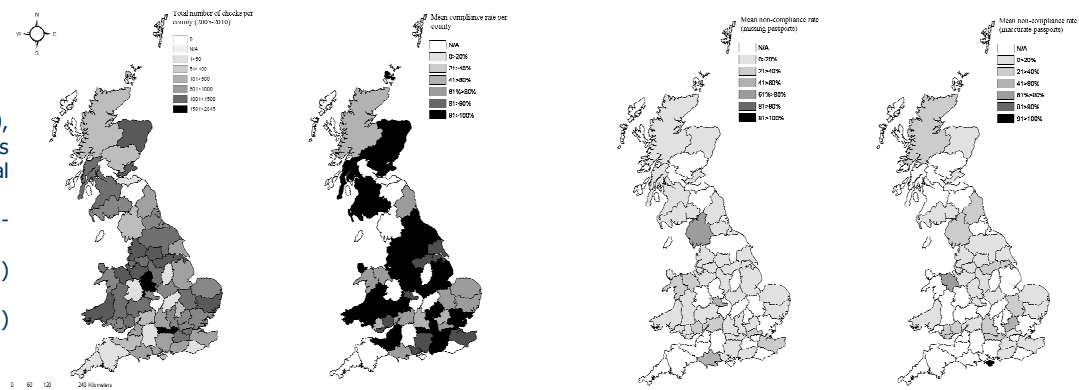 N
W E
S
Total number of checks per
county (2005-2010)
0
N/A
1>50
51>100
101>500
501>1000
1001>1500
1501>2045
0 60 120 240 Kilometers
Mean compliance rate per
county
N/A
0>20%
21>40%
41>60%
61%>80%
81>90%
91>100%
Mean non-compliance rate
(missing passports)
N/A
0>20%
21>40%
41>60%
61%>80%
81>90%
91>100%
Mean non-compliance rate
(inaccurate passports)
N/A
0>20%
21>40%
41>60%
61%>80%
81>90%
91>100%
),
s
al
-
)
)